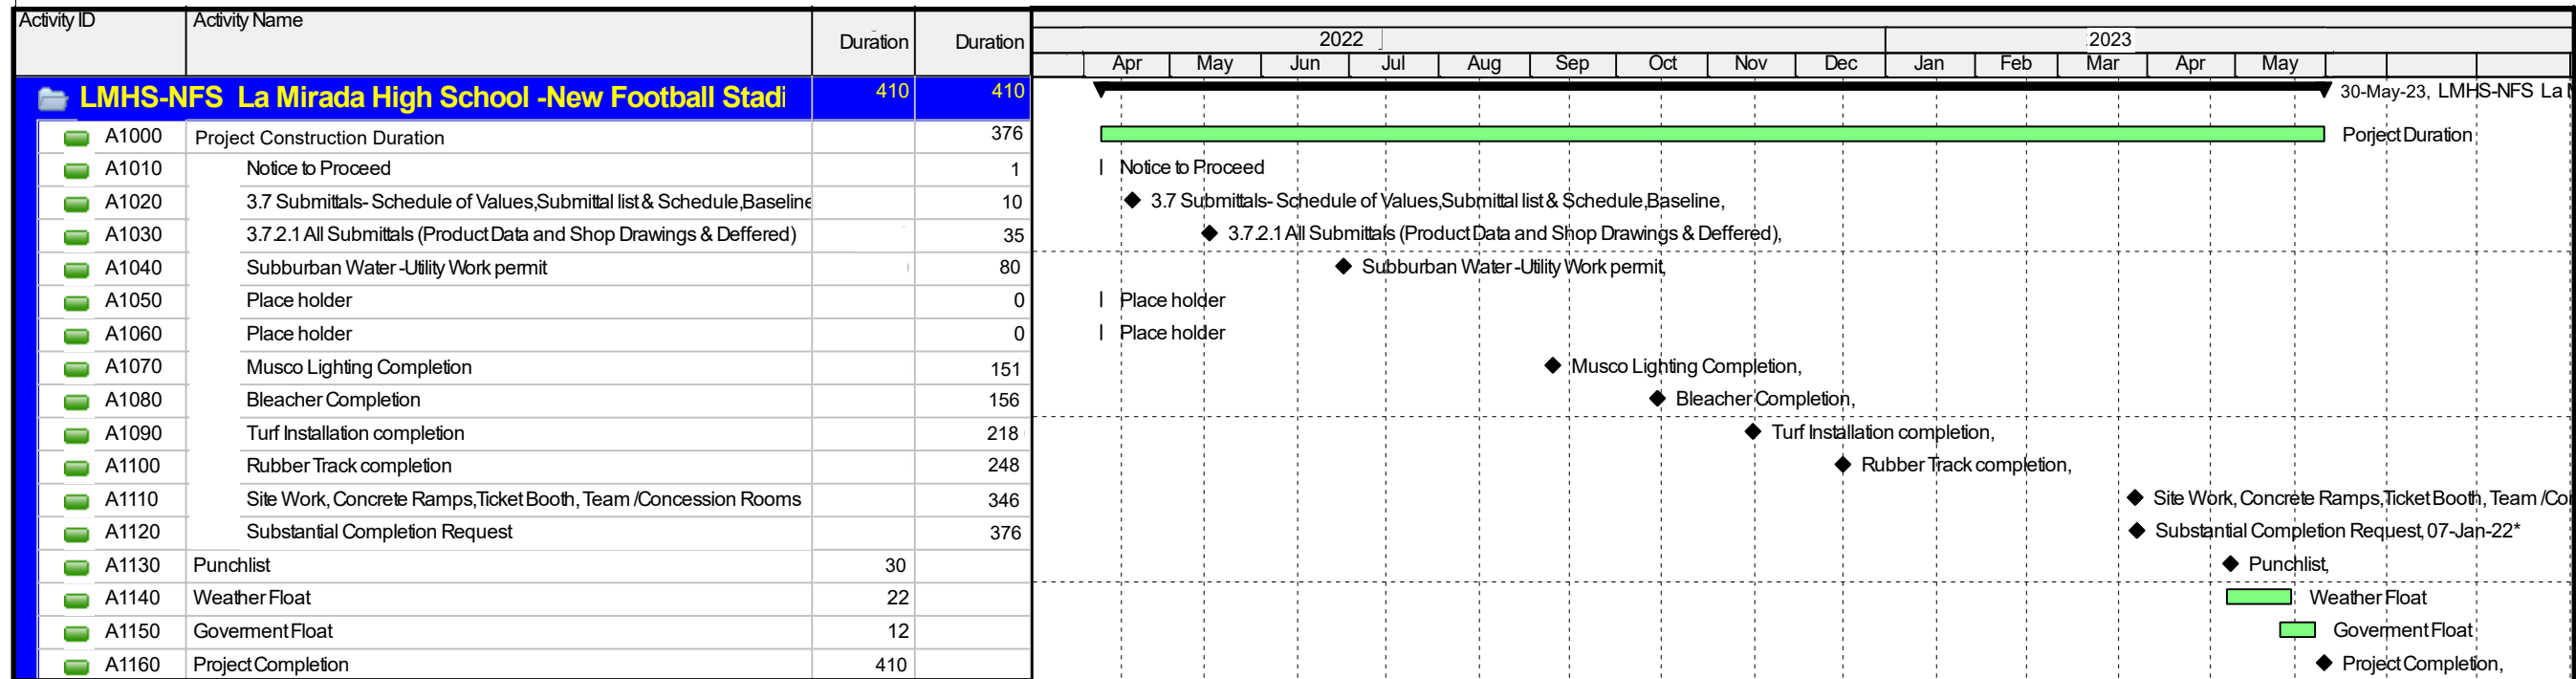 Activity ID Activity Name Duration Duration
2022 2023
Apr May Jun Jul Aug Sep Oct Nov Dec Jan Feb Mar Apr May
LMHS-NFS La Mirada High School -New Football Stadi 410 410 30-May-23, LMHS-NFS La M
A1000 Project Construction Duration 376 Porject Duration
A1010 Notice to Proceed 1 Notice to Proceed
A1020 3.7 Submittals- Schedule of Values,Submittal list & Schedule,Baseline 10 3.7 Submittals- Schedule of Values,Submittal list & Schedule,Baseline,
A1030 3.7.2.1 All Submittals (Product Data and Shop Drawings & Deffered) 35 3.7.2.1 All Submittals (Product Data and Shop Drawings & Deffered),
A1040 Subburban Water -Utility Work permit 80 Subburban Water -Utility Work permit,
A1050 Place holder 0 Place holder
A1060 Place holder 0 Place holder
A1070 Musco Lighting Completion 151 Musco Lighting Completion,
A1080 Bleacher Completion 156 Bleacher Completion,
A1090 Turf Installation completion 218 Turf Installation completion,
A1100 Rubber Track completion 248 Rubber Track completion,
A1110 Site Work, Concrete Ramps,Ticket Booth, Team /Concession Rooms 346 Site Work, Concrete Ramps,Ticket Booth, Team /Co
A1120 Substantial Completion Request 376 Substantial Completion Request, 07-Jan-22*
A1130 Punchlist 30 Punchlist,
A1140 Weather Float 22 Weather Float
A1150 Goverment Float 12 Goverment Float
A1160 Project Completion 410 Project Completion,